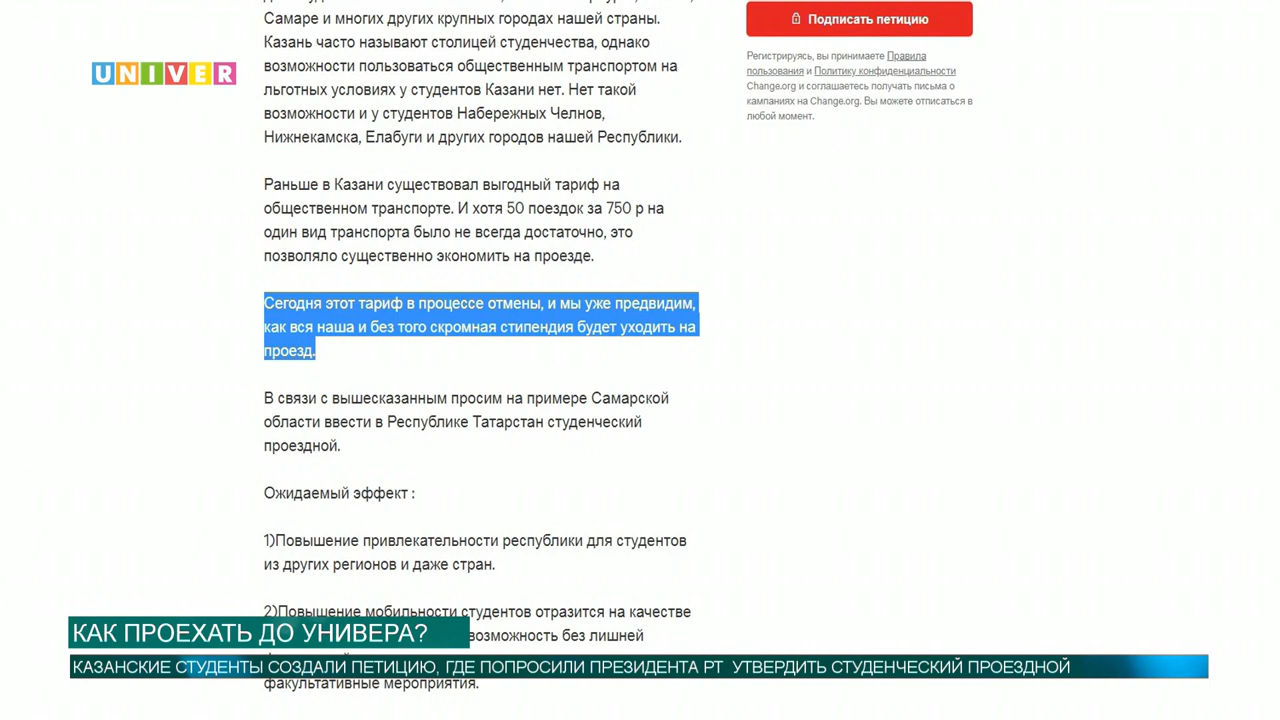 Самаре и многих других крупных городах нашей страны.
Казань часто называют столицей студенчества, однако
возможности пользоваться общественным транспортом на
льготных условиях у студентов Казани нет. Нет такой
возможности и у студентов Набережных Челнов,
Нижнекамска, Елабуги и других городов нашей Республики.
Раньше в Казани существовал выгодный тариф на
общественном транспорте. И хотя 50 поездок за 750 р на
один вид транспорта было не всегда достаточно, это
позволяло существенно экономить на проезде.
Сегодня этот тариф в процессе отмены, и мы уже предвидим,
как вся наша и без того скромная стипендия будет уходить на
проезд.
В связи с вышесказанным просим на примере Самарской
области ввести в Республике Татарстан студенческий
проездной.
Ожидаемый эффект :
1)Повышение привлекательности республики для студентов
из других регионов и даже стран.
2)Повышение мобильности студентов отразится на качестве
возможность без лишней
факультативные мероприятия.
Подписать петицию
Регистрируясь, вы принимаете Правила
пользования и Политику конфиденциальности
Change.org и соглашаетесь получать письма о
кампаниях на Change.org. Вы можете отписаться в
любой момент.
UNIVER
КАК ПРОЕХАТЬ ДО УНИВЕРА?
КАЗАНСКИЕ СТУДЕНТЫ СОЗДАЛИ ПЕТИЦИЮ, ГДЕ ПОПРОСИЛИ ПРЕЗИДЕНТА РТ УТВЕРДИТЬ СТУДЕНЧЕСКИЙ ПРОЕЗДНОЙ